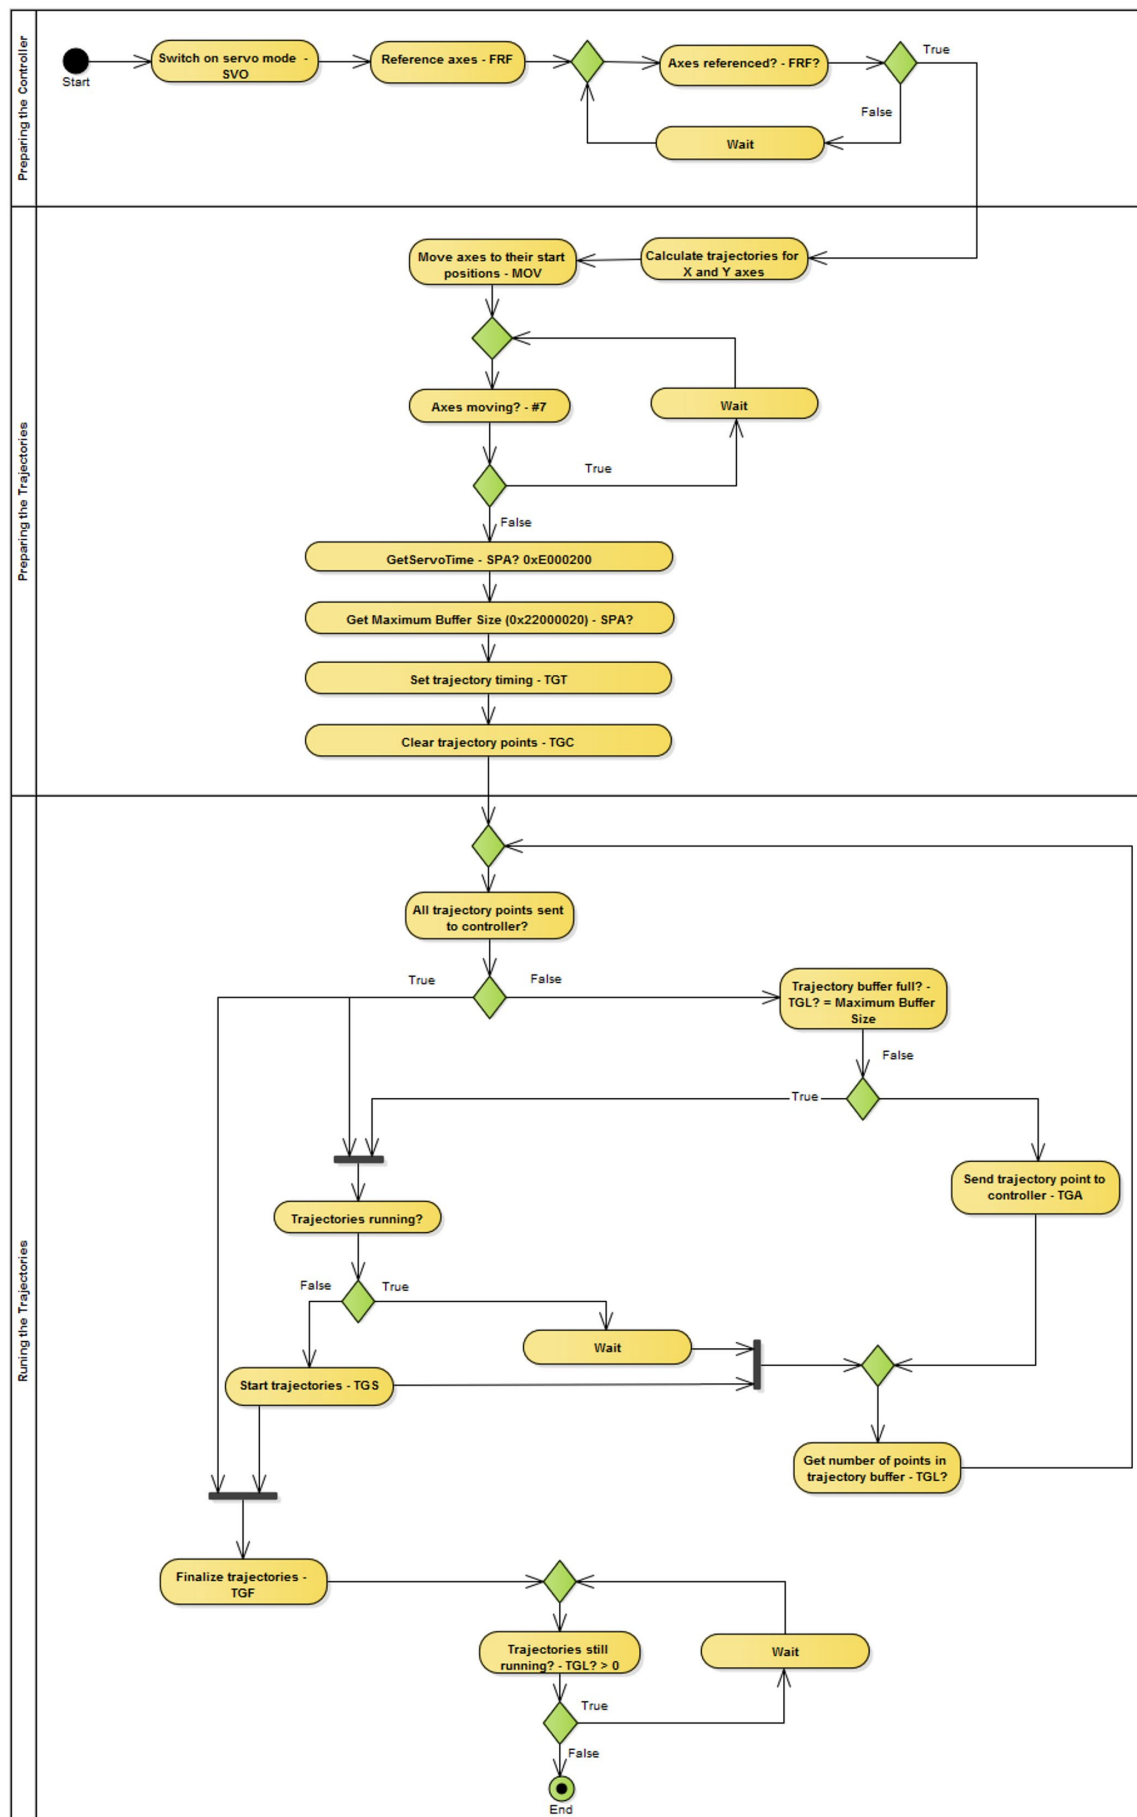 Preparing the Controller
Start
Switch on servo mode -
SVO
Reference axes - FRF
Axes referenced? - FRF?
True
False
Wait
Preparing the Trajectories
Move axes to their start
positions - MOV
Calculate trajectories for
X and Y axes
Axes moving? - #7
Wait
True
False
GetServoTime - SPA? 0xE000200
Get Maximum Buffer Size (0x22000020) - SPA?
Set trajectory timing - TGT
Clear trajectory points - TGC
Runing the Trajectories
All trajectory points sent
to controller?
True
False
Trajectory buffer full? -
TGL? = Maximum Buffer
Size
False
True
Send trajectory point to
controller - TGA
Trajectories running?
False
True
Wait
Start trajectories - TGS
Get number of points in
trajectory buffer - TGL?
Finalize trajectories -
TGF
Trajectories still
running? - TGL? > 0
Wait
True
False
End